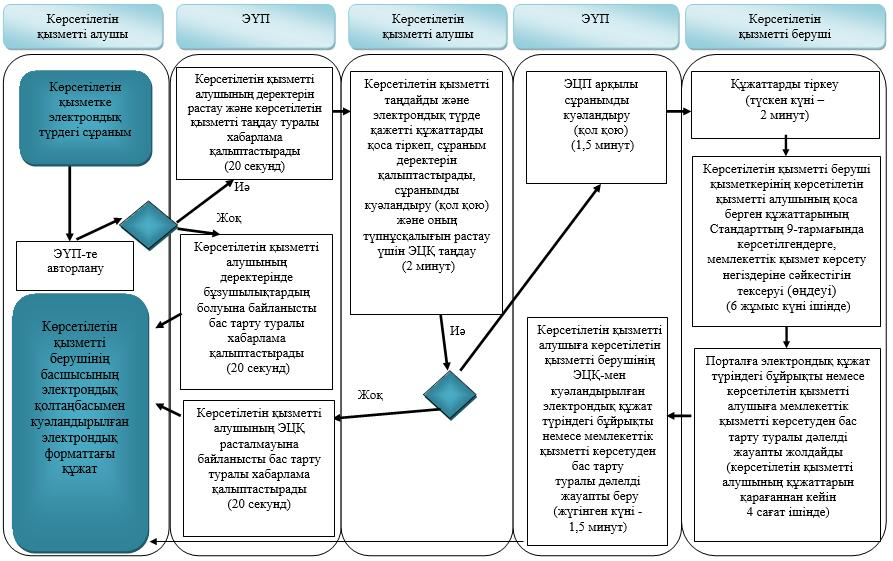 Көрсетілетін
қызметті алушы
ЭҮП
Көрсетілетін
қызметті алушы
ЭҮП
Көрсетілетін
қызметті беруші
Көрсетілетін
қызметке
электрондық
түрдегі сұраным
ЭҮП-те
авторлану
Көрсетілетін
қызметті
берушінің
басшысының
электрондық
қолтаңбасымен
куәландырылған
электрондық
форматтағы
құжат
Көрсетілетін қызметті
алушының деректерін
растау және көрсетілетін
қызметті таңдау туралы
хабарлама
қалыптастырады
(20 секунд)
Иә
Жоқ
Көрсетілетін қызметті
алушының
деректерінде
бұзушылықтардың
болуына байланысты
бас тарту туралы
хабарлама
қалыптастырады
(20 секунд)
Көрсетілетін қызметті
алушының ЭЦҚ
расталмауына
байланысты бас тарту
туралы хабарлама
қалыптастырады
(20 секунд)
Көрсетілетін қызметті
таңдайды және
электрондық түрде
қажетті құжаттарды
қоса тіркеп, сұраным
деректерін
қалыптастырады,
сұранымды
куәландыру (қол қою)
және оның
түпнұсқалығын растау
үшін ЭЦҚ таңдау
(2 минут)
Иә
Жоқ
ЭЦП арқылы
сұранымды
куәландыру
(қол қою)
(1,5 минут)
Көрсетілетін қызметті
алушыға көрсетілетін
қызметті берушінің
ЭЦҚ-мен
куәландырылған
электрондық құжат
түріндегі бұйрықты
немесе мемлекеттік
қызметті көрсетуден
бас тарту
туралы дәлелді
жауапты беру
(жүгінген күні -
1,5 минут)
Құжаттарды тіркеу
(түскен күні –
2 минут)
Көрсетілетін қызметті беруші
қызметкерінің көрсетілетін
қызметті алушының қоса
берген құжаттарының
Стандарттың 9-тармағында
көрсетілгендерге,
мемлекеттік қызмет көрсету
негіздеріне сәйкестігін
тексеруі (өңдеуі)
(6 жұмыс күні ішінде)
Порталға электрондық құжат
түріндегі бұйрықты немесе
көрсетілетін қызметті
алушыға мемлекеттік
қызметті көрсетуден бас
тарту туралы дәлелді
жауапты жолдайды
(көрсетілетін қызметті
алушының құжаттарын
қарағаннан кейін
4 сағат ішінде)